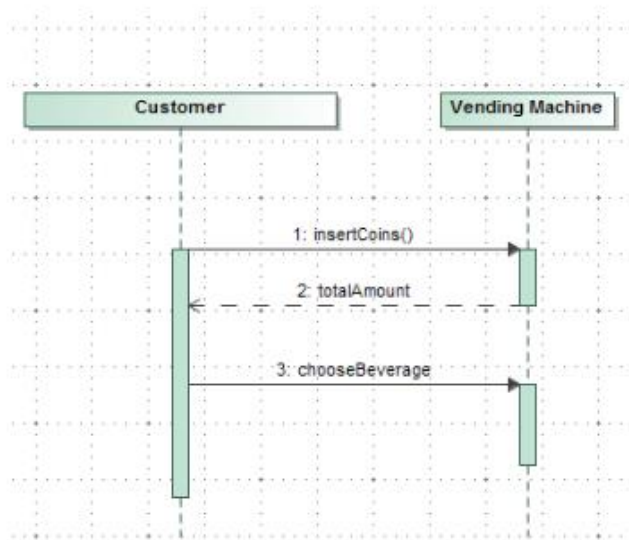 Customer
Vending Machine
1: insertCoins()
2: totalAmount
3: chooseBeverage